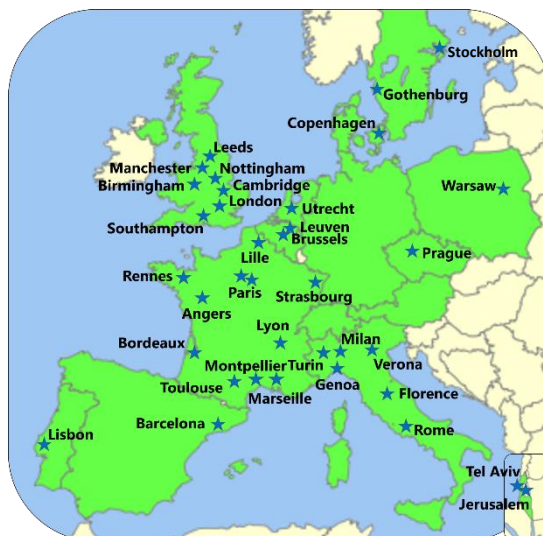 Stockholm
Gothenburg
Copenhagen
Leeds
Manchester
Nottingham
Birmingham
Cambridge
Warsaw
London
Utrecht
Southampton
Leuven
Brussels
Lille
Prague
Rennes
Paris
Strasbourg
Angers
Lyon
Bordeaux
Milan
Verona
Montpellier
Turin
Genoa
Toulouse
Marseille
Florence
Barcelona
Rome
Lisbon
Tel Aviv
Jerusalem